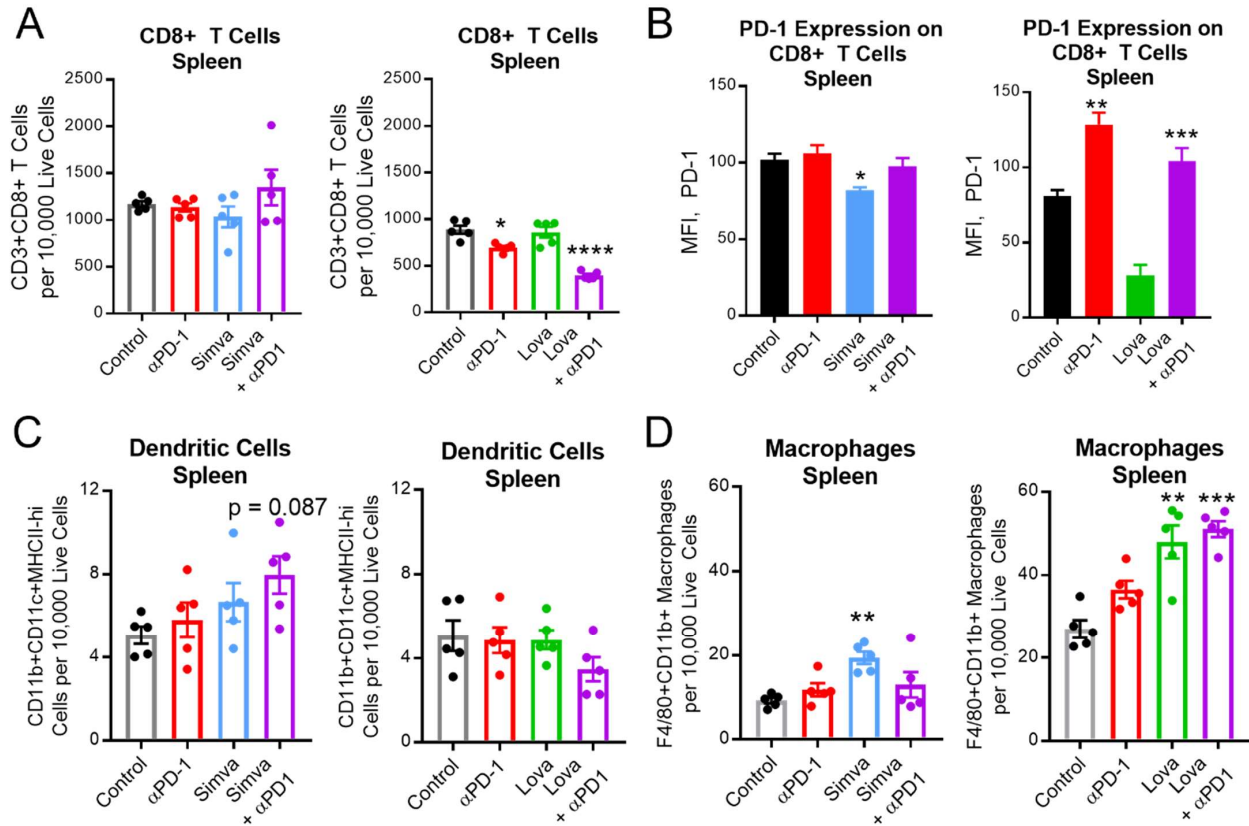 A
CD8+ T Cells
Spleen
CD3+CD8+ T Cells
per 10,000 Live Cells
2500
2000
1500
1000
500
0
Control
αPD-1
Simva
Simva
+ αPD1
CD8+ T Cells
Spleen
CD3+CD8+ T Cells
per 10,000 Live Cells
2500
2000
1500
1000
500
0
*
****
Control
αPD-1
Lova
Lova
+ αPD1
B
PD-1 Expression on
CD8+ T Cells
Spleen
MFI, PD-1
150
100
50
0
*
Control
αPD-1
Simva
Simva
+ αPD1
PD-1 Expression on
CD8+ T Cells
Spleen
MFI, PD-1
150
100
50
0
**
***
Control
αPD-1
Lova
Lova
+ αPD1
C
Dendritic Cells
Spleen
CD11b+CD11c+MHCII-hi
Cells per 10,000 Live Cells
12
8
4
0
p = 0.087
Control
αPD-1
Simva
Simva
+ αPD1
Dendritic Cells
Spleen
CD11b+CD11c+MHCII-hi
Cells per 10,000 Live Cells
12
8
4
0
Control
αPD-1
Lova
Lova
+ αPD1
D
Macrophages
Spleen
F4/80+CD11b+ Macrophages
per 10,000 Live Cells
60
40
20
0
**
Control
αPD-1
Simva
Simva
+ αPD1
Macrophages
Spleen
F4/80+CD11b+ Macrophages
per 10,000 Live Cells
60
40
20
0
**
***
Control
αPD-1
Lova
Lova
+ αPD1